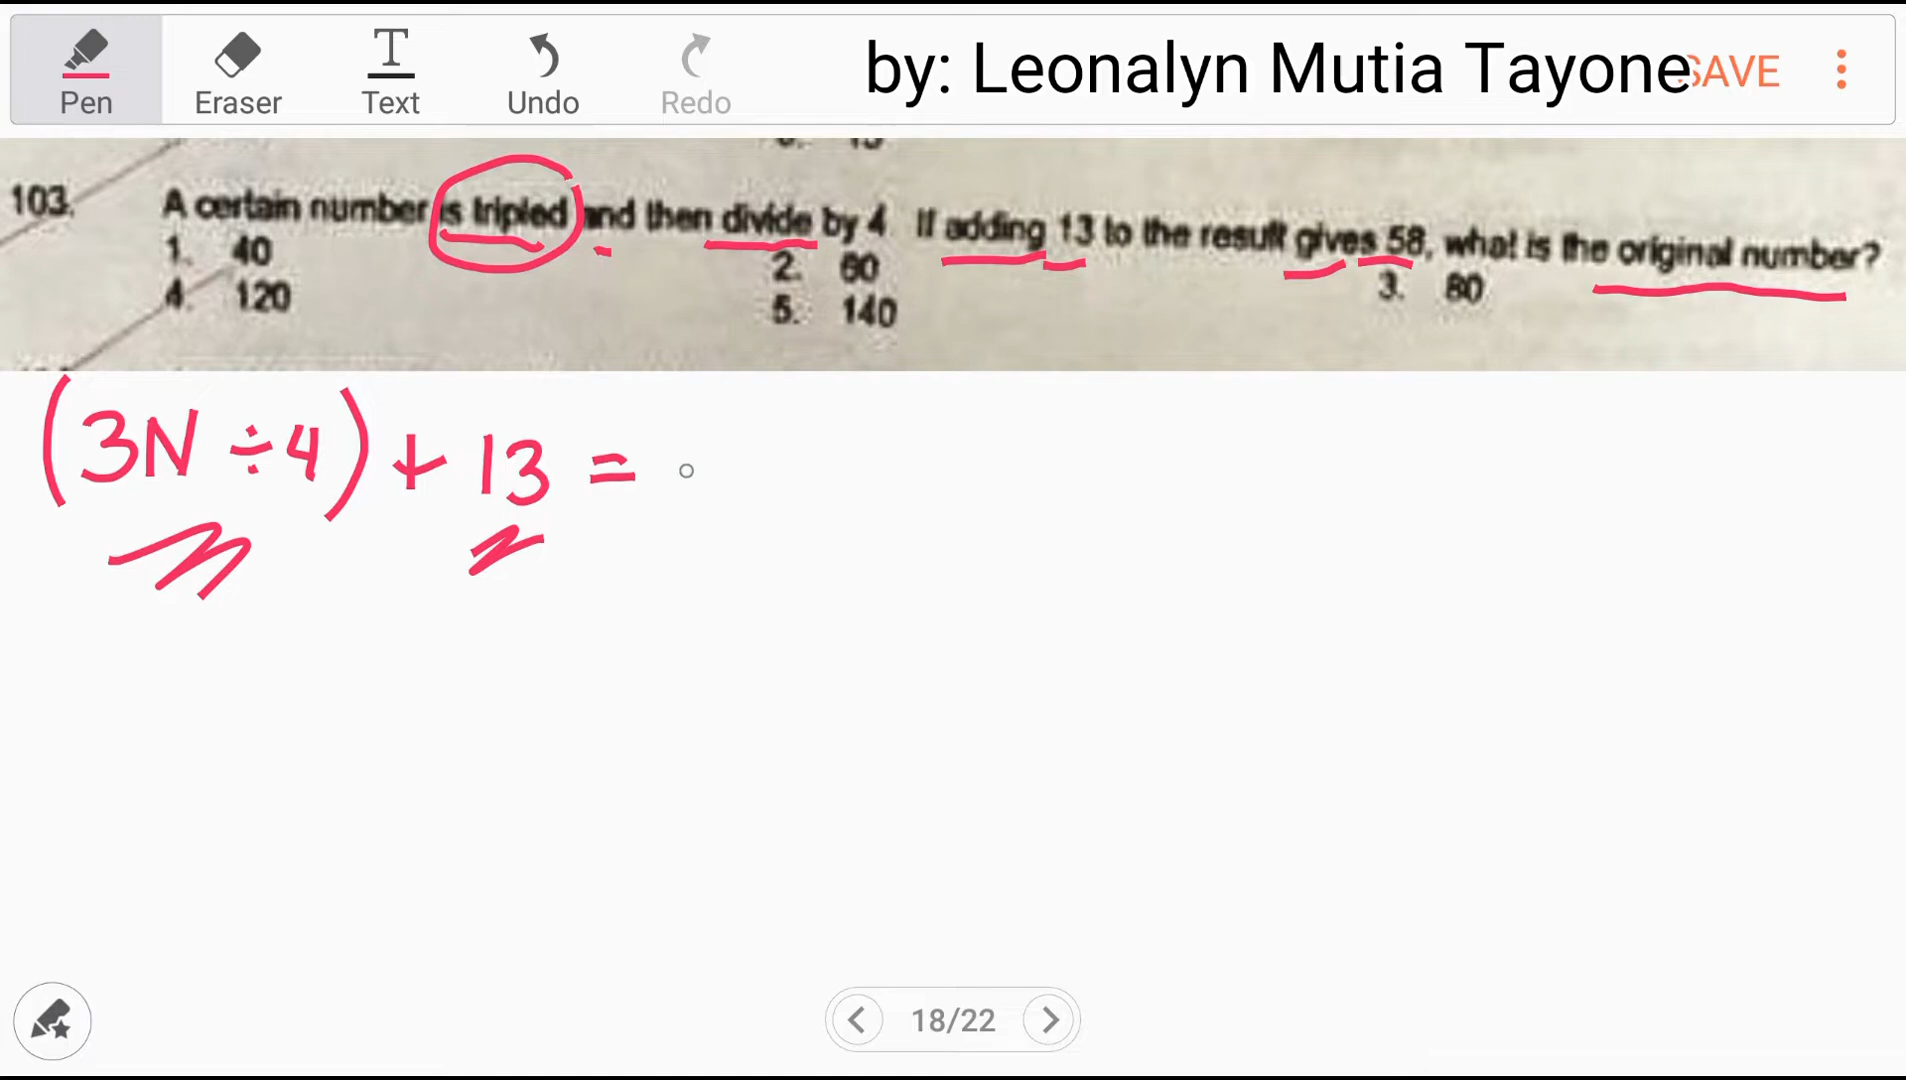 Pen Eraser Text Undo Redo by: Leonalyn Mutia Tayone SAVE
103. A certain number is tripled and then divide by 4 If adding 13 to the result gives 58, what is the original number?
1. 40 2. 60 3. 80
4. 120 5. 140
(3N ÷ 4) + 13 =
18/22